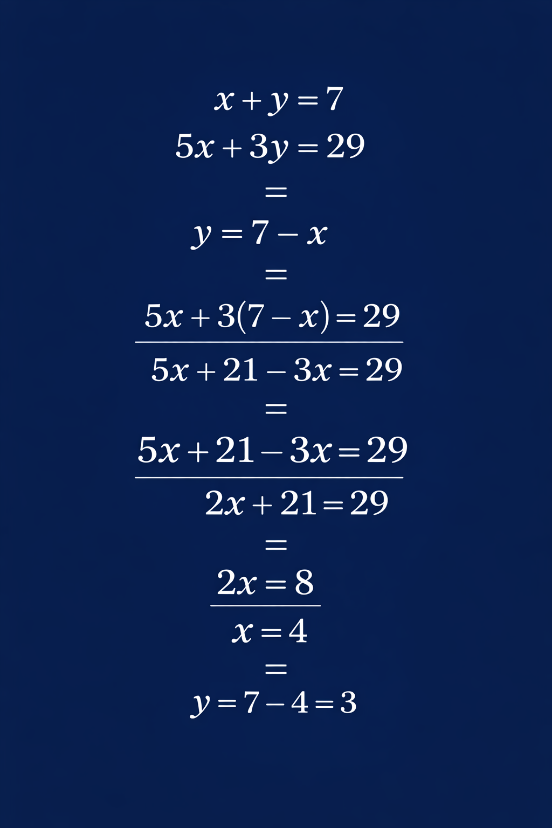 x + y = 7
5x + 3y = 29
=
y = 7 − x
=
5x + 3(7 − x) = 29
5x + 21 − 3x = 29
=
5x + 21 − 3x = 29
2x + 21 = 29
=
2x = 8
x = 4
=
y = 7 − 4 = 3